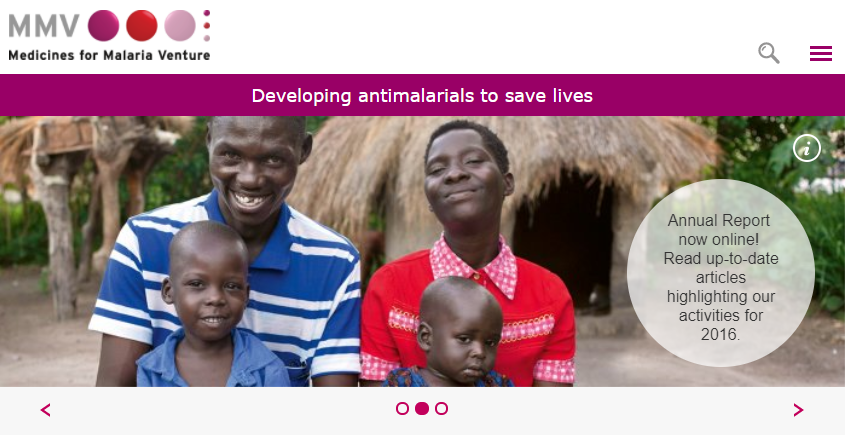 MMV
Medicines for Malaria Venture
Developing antimalarials to save lives
i
Annual Report
now online!
Read up-to-date
articles
highlighting our
activities for
2016.